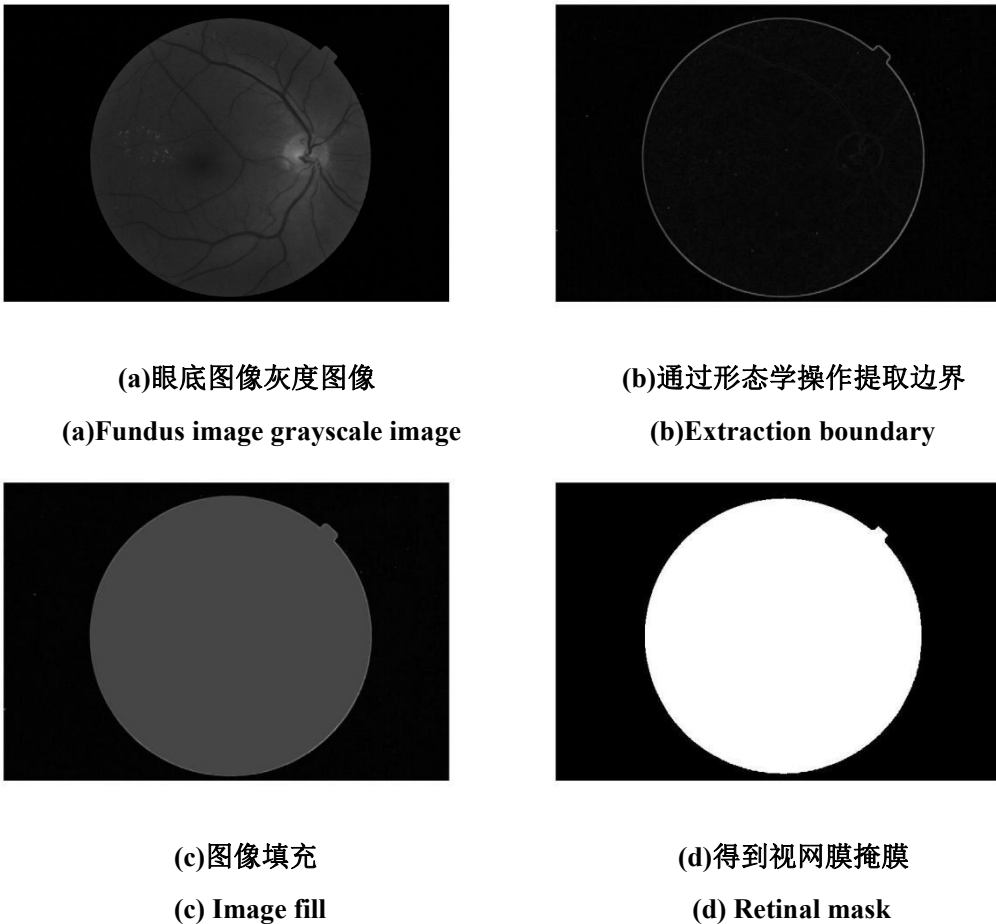 (a)眼底图像灰度图像
(b)通过形态学操作提取边界
(a)Fundus image grayscale image
(b)Extraction boundary
(c)图像填充
(d)得到视网膜掩膜
(c) Image fill
(d) Retinal mask